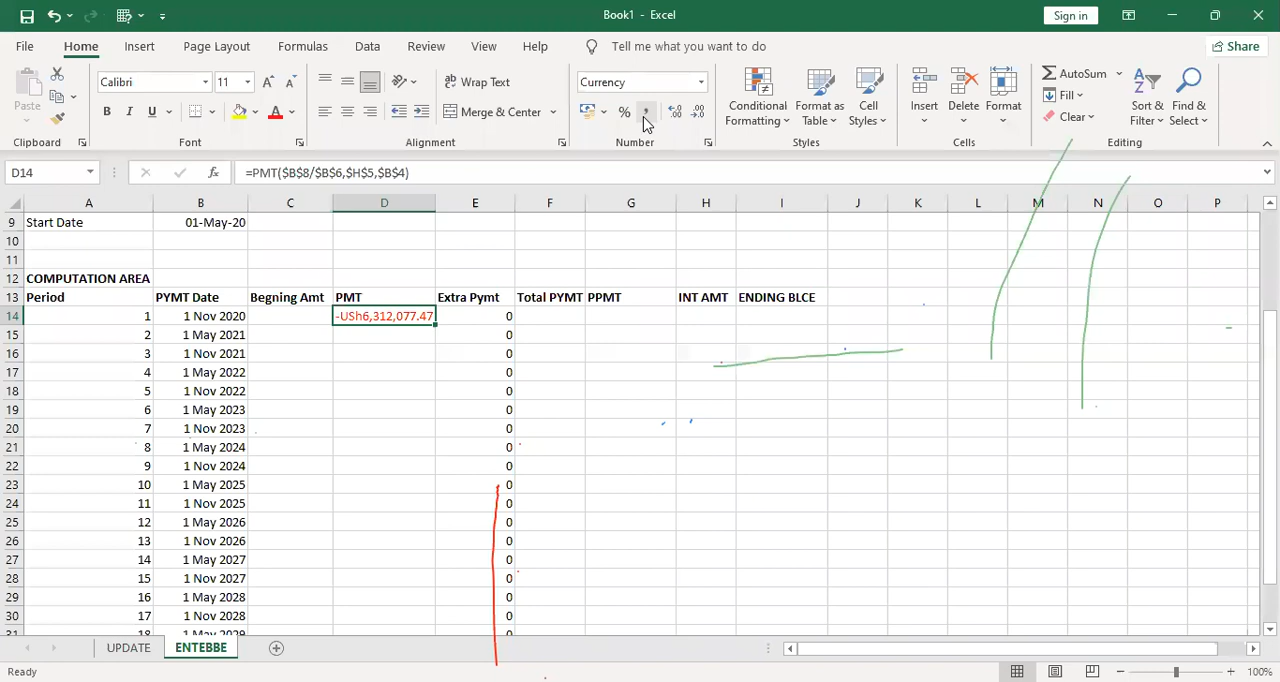 Book1 - Excel
Sign in
File Home Insert Page Layout Formulas Data Review View Help Tell me what you want to do Share
Calibri 11 Wrap Text Currency AutoSum
Paste Merge & Center Conditional Formatting Format as Table Cell Styles Insert Delete Format Fill Clear Sort & Filter Find & Select
Clipboard Font Alignment Number Styles Cells Editing
D14 fx =PMT($B$8/$B$6,$H$5,$B$4)
A B C D E F G H I J K L M N O P
9 Start Date 01-May-20
10
11
12 COMPUTATION AREA
13 Period PYMT Date Begning Amt PMT Extra Pymt Total PYMT PPMT INT AMT ENDING BLCE
14 1 1 Nov 2020 -USh6,312,077.47 0
15 2 1 May 2021 0
16 3 1 Nov 2021 0
17 4 1 May 2022 0
18 5 1 Nov 2022 0
19 6 1 May 2023 0
20 7 1 Nov 2023 0
21 8 1 May 2024 0
22 9 1 Nov 2024 0
23 10 1 May 2025 0
24 11 1 Nov 2025 0
25 12 1 May 2026 0
26 13 1 Nov 2026 0
27 14 1 May 2027 0
28 15 1 Nov 2027 0
29 16 1 May 2028 0
30 17 1 Nov 2028 0
31 18 1 May 2029 0
UPDATE ENTEBBE
Ready 100%